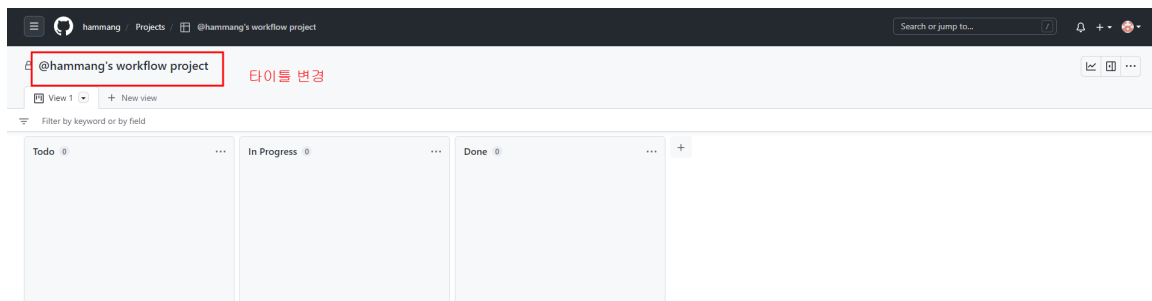 hammang / Projects / @hammang's workflow project
Search or jump to... /
@hammang's workflow project
타이틀 변경
View 1
+ New view
Filter by keyword or by field
Todo 0 ...
In Progress 0 ...
Done 0 ...
+